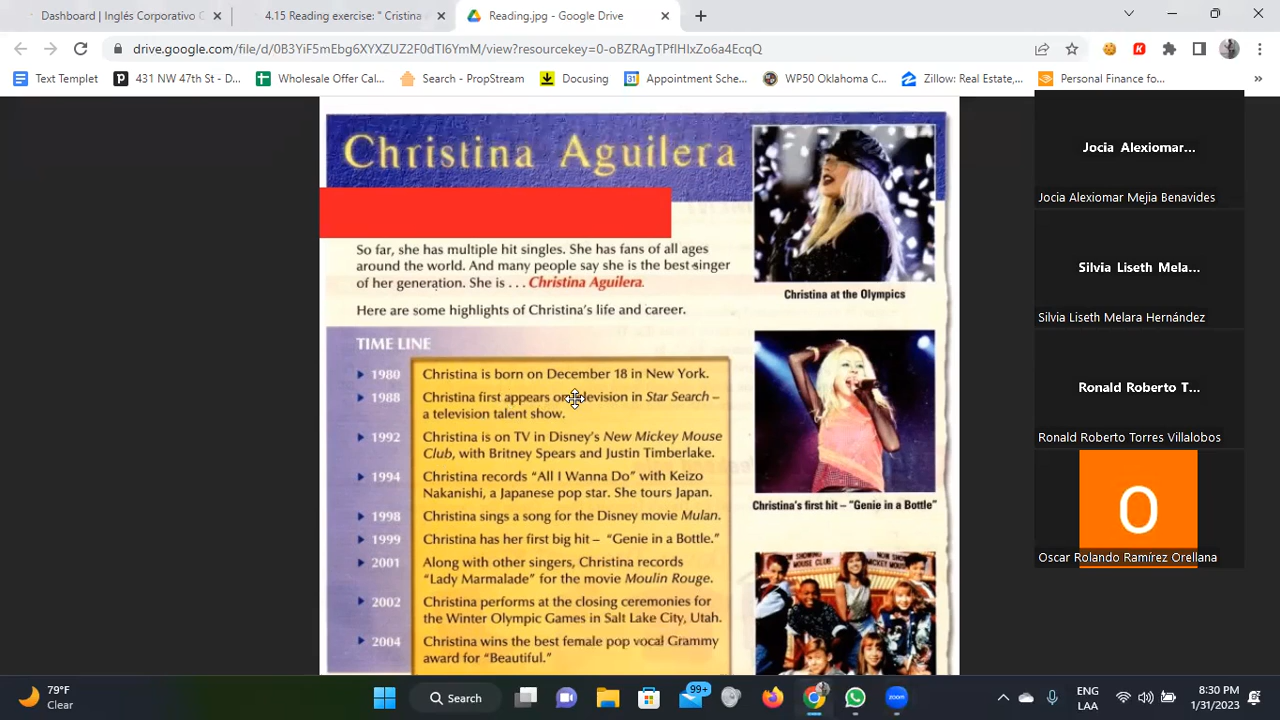 Dashboard | Inglés Corporativo C
4.15 Reading exercise: " Cristina
Reading.jpg - Google Drive
drive.google.com/file/d/0B3YiF5mEbg6XYXZUZ2F0dTl6YmM/view?resourcekey=0-oBZRAgTPflHIxZo6a4EcqQ
Text Templet
431 NW 47th St - D...
Wholesale Offer Cal...
Search - PropStream
Docusing
Appointment Sche...
WP50 Oklahoma C...
Zillow: Real Estate,...
Personal Finance fo...
Christina Aguilera
So far, she has multiple hit singles. She has fans of all ages
around the world. And many people say she is the best singer
of her generation. She is . . . Christina Aguilera.
Here are some highlights of Christina's life and career.
Christina at the Olympics
TIME LINE
1980 Christina is born on December 18 in New York.
1988 Christina first appears on television in Star Search –
a television talent show.
1992 Christina is on TV in Disney's New Mickey Mouse
Club, with Britney Spears and Justin Timberlake.
1994 Christina records "All I Wanna Do" with Keizo
Nakanishi, a Japanese pop star. She tours Japan.
1998 Christina sings a song for the Disney movie Mulan.
1999 Christina has her first big hit – "Genie in a Bottle."
2001 Along with other singers, Christina records
"Lady Marmalade" for the movie Moulin Rouge.
2002 Christina performs at the closing ceremonies for
the Winter Olympic Games in Salt Lake City, Utah.
2004 Christina wins the best female pop vocal Grammy
award for "Beautiful."
Christina's first hit – "Genie in a Bottle"
Jocia Alexiomar...
Jocia Alexiomar Mejia Benavides
Silvia Liseth Mela...
Silvia Liseth Melara Hernández
Ronald Roberto T...
Ronald Roberto Torres Villalobos
O
Oscar Rolando Ramírez Orellana
79°F
Clear
Search
99+
ENG
LAA
8:30 PM
1/31/2023